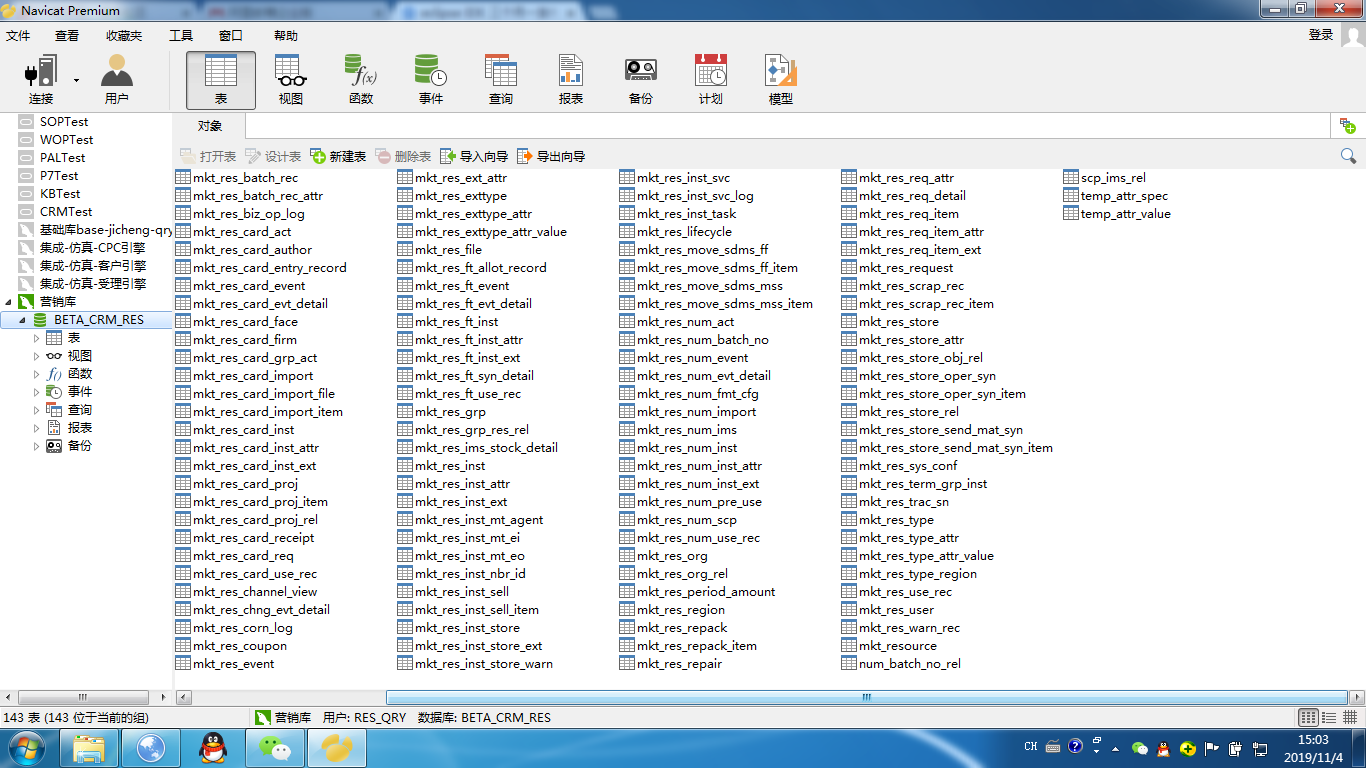 Navicat Premium
文件 查看 收藏夹 工具 窗口 帮助 登录
连接 用户 表 视图 函数 事件 查询 报表 备份 计划 模型
SOPTest
WOPTest
PALTest
P7Test
KBTest
CRMTest
基础库base-jicheng-qry
集成-仿真-CPC引擎
集成-仿真-客户引擎
集成-仿真-受理引擎
营销库
BETA_CRM_RES
表
视图
函数
事件
查询
报表
备份
对象
打开表 设计表 新建表 删除表 导入向导 导出向导
mkt_res_batch_rec
mkt_res_batch_rec_attr
mkt_res_biz_op_log
mkt_res_card_act
mkt_res_card_author
mkt_res_card_entry_record
mkt_res_card_event
mkt_res_card_evt_detail
mkt_res_card_face
mkt_res_card_firm
mkt_res_card_grp_act
mkt_res_card_import
mkt_res_card_import_file
mkt_res_card_import_item
mkt_res_card_inst
mkt_res_card_inst_attr
mkt_res_card_inst_ext
mkt_res_card_proj
mkt_res_card_proj_item
mkt_res_card_proj_rel
mkt_res_card_receipt
mkt_res_card_req
mkt_res_card_use_rec
mkt_res_channel_view
mkt_res_chng_evt_detail
mkt_res_corn_log
mkt_res_coupon
mkt_res_event
mkt_res_ext_attr
mkt_res_exttype
mkt_res_exttype_attr
mkt_res_exttype_attr_value
mkt_res_file
mkt_res_ft_allot_record
mkt_res_ft_event
mkt_res_ft_evt_detail
mkt_res_ft_inst
mkt_res_ft_inst_attr
mkt_res_ft_inst_ext
mkt_res_ft_syn_detail
mkt_res_ft_use_rec
mkt_res_grp
mkt_res_grp_res_rel
mkt_res_ims_stock_detail
mkt_res_inst
mkt_res_inst_attr
mkt_res_inst_ext
mkt_res_inst_mt_agent
mkt_res_inst_mt_ei
mkt_res_inst_mt_eo
mkt_res_inst_nbr_id
mkt_res_inst_sell
mkt_res_inst_sell_item
mkt_res_inst_store
mkt_res_inst_store_ext
mkt_res_inst_store_warn
mkt_res_inst_svc
mkt_res_inst_svc_log
mkt_res_inst_task
mkt_res_lifecycle
mkt_res_move_sdms_ff
mkt_res_move_sdms_ff_item
mkt_res_move_sdms_mss
mkt_res_move_sdms_mss_item
mkt_res_num_act
mkt_res_num_batch_no
mkt_res_num_event
mkt_res_num_evt_detail
mkt_res_num_fmt_cfg
mkt_res_num_import
mkt_res_num_ims
mkt_res_num_inst
mkt_res_num_inst_attr
mkt_res_num_inst_ext
mkt_res_num_pre_use
mkt_res_num_scp
mkt_res_num_use_rec
mkt_res_org
mkt_res_org_rel
mkt_res_period_amount
mkt_res_region
mkt_res_repack
mkt_res_repack_item
mkt_res_repair
mkt_res_req_attr
mkt_res_req_detail
mkt_res_req_item
mkt_res_req_item_attr
mkt_res_req_item_ext
mkt_res_request
mkt_res_scrap_rec
mkt_res_scrap_rec_item
mkt_res_store
mkt_res_store_attr
mkt_res_store_obj_rel
mkt_res_store_oper_syn
mkt_res_store_oper_syn_item
mkt_res_store_rel
mkt_res_store_send_mat_syn
mkt_res_store_send_mat_syn_item
mkt_res_sys_conf
mkt_res_term_grp_inst
mkt_res_trac_sn
mkt_res_type
mkt_res_type_attr
mkt_res_type_attr_value
mkt_res_type_region
mkt_res_use_rec
mkt_res_user
mkt_res_warn_rec
mkt_resource
num_batch_no_rel
scp_ims_rel
temp_attr_spec
temp_attr_value
143 表 (143 位于当前的组) 营销库 用户: RES_QRY 数据库: BETA_CRM_RES
CH 15:03
2019/11/4